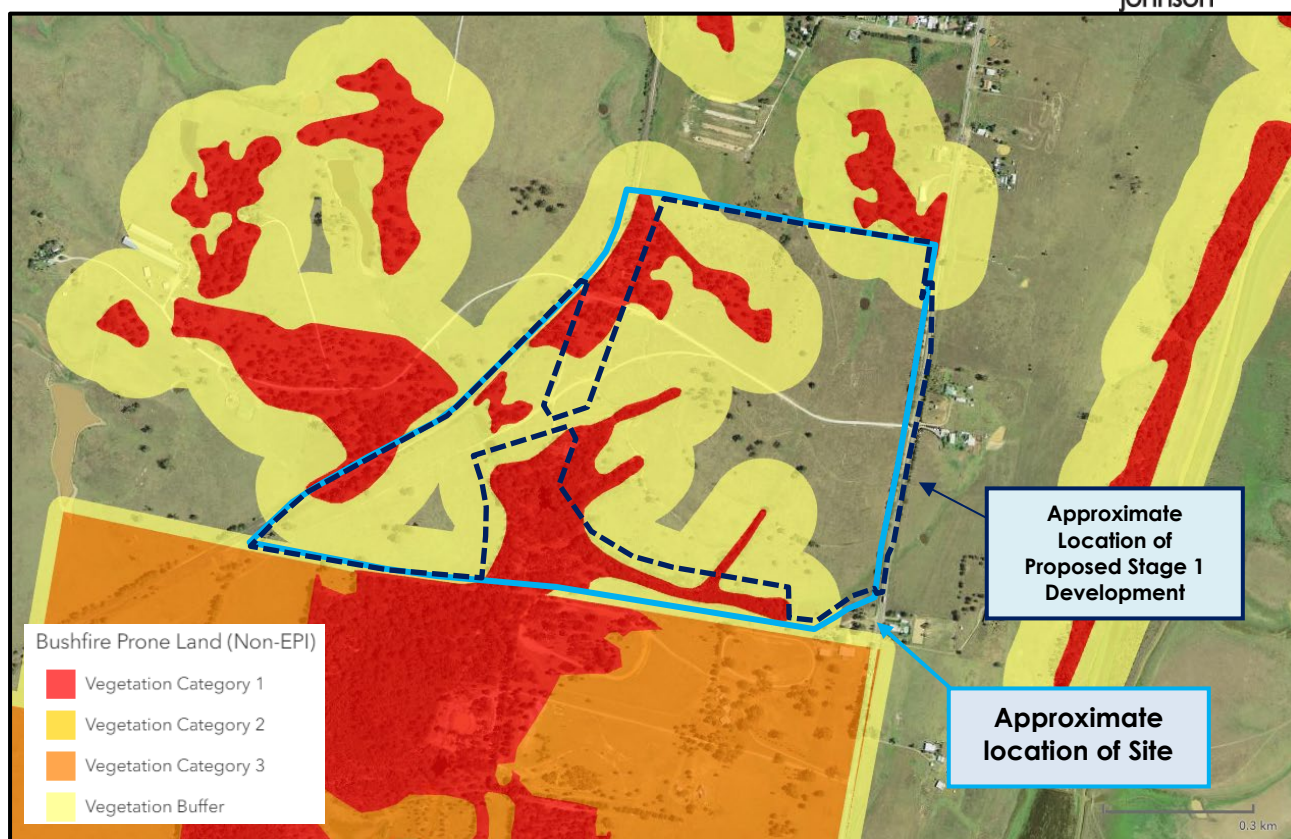 johnson
Approximate
Location of
Proposed Stage 1
Development
Approximate
location of Site
Bushfire Prone Land (Non-EPI)
Vegetation Category 1
Vegetation Category 2
Vegetation Category 3
Vegetation Buffer
0.3 km